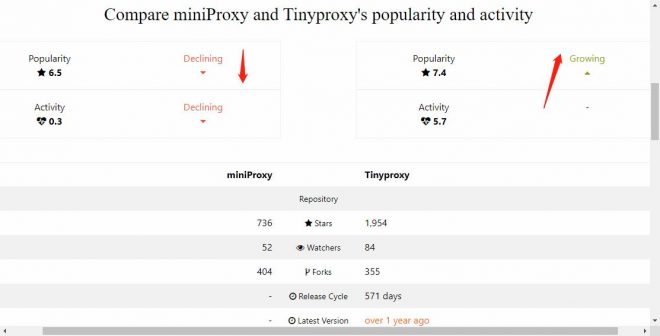 Compare miniProxy and Tinyproxy's popularity and activity
Popularity Declining Popularity Growing
6.5 7.4
Activity Declining Activity -
0.3 5.7
miniProxy Tinyproxy
Repository
736 Stars 1,954
52 Watchers 84
404 Forks 355
- Release Cycle 571 days
- Latest Version over 1 year ago